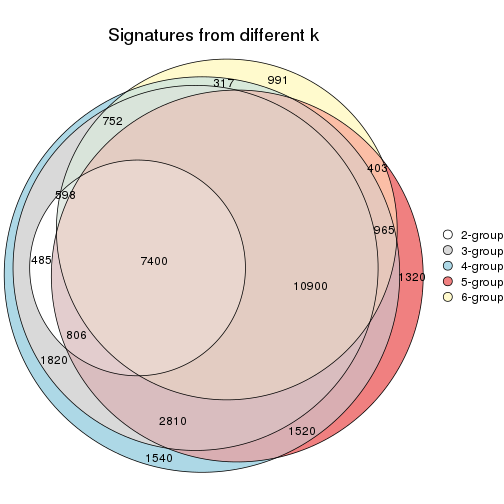 Signatures from different k
991
317
752
403
598
965
485
7400
1320
10900
806
1820
2810
1520
1540
2-group
3-group
4-group
5-group
6-group